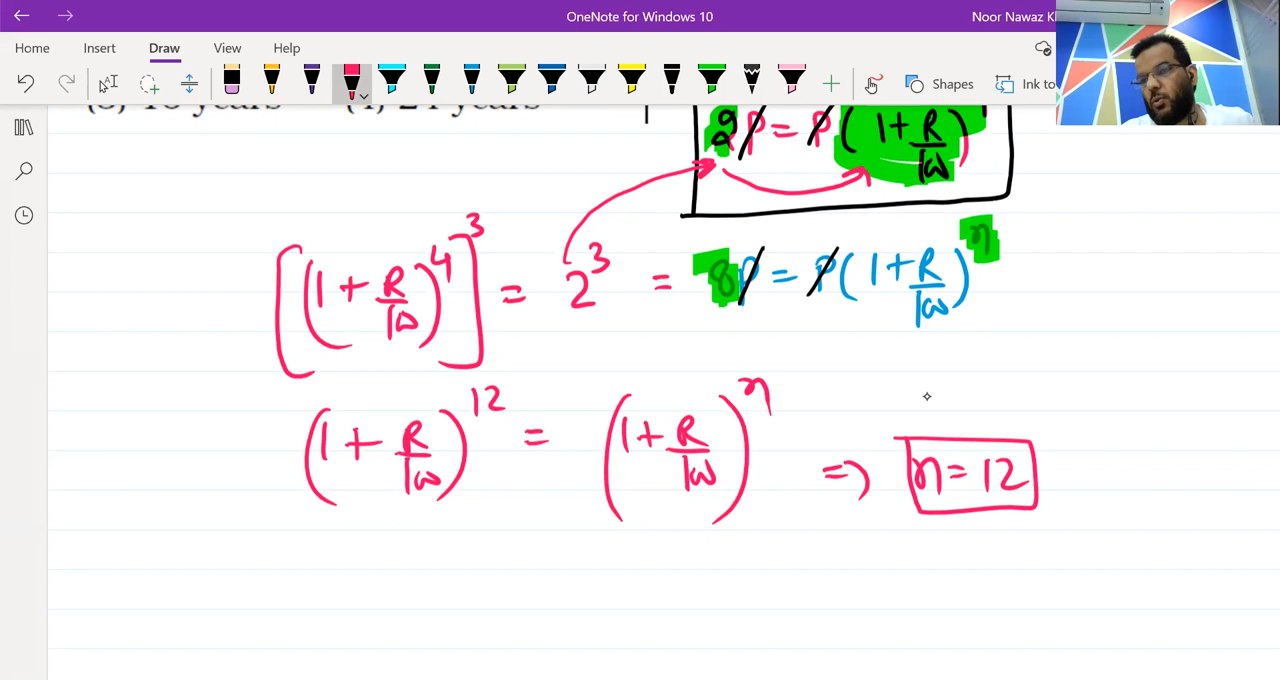 OneNote for Windows 10
Noor Nawaz K
Home Insert Draw View Help
Shapes Ink to
2P = P(1+R/100)
[(1+R/100)^4]^3 = 2^3 = 8P = P(1+R/100)^n
(1+R/100)^12 = (1+R/100)^n => n = 12